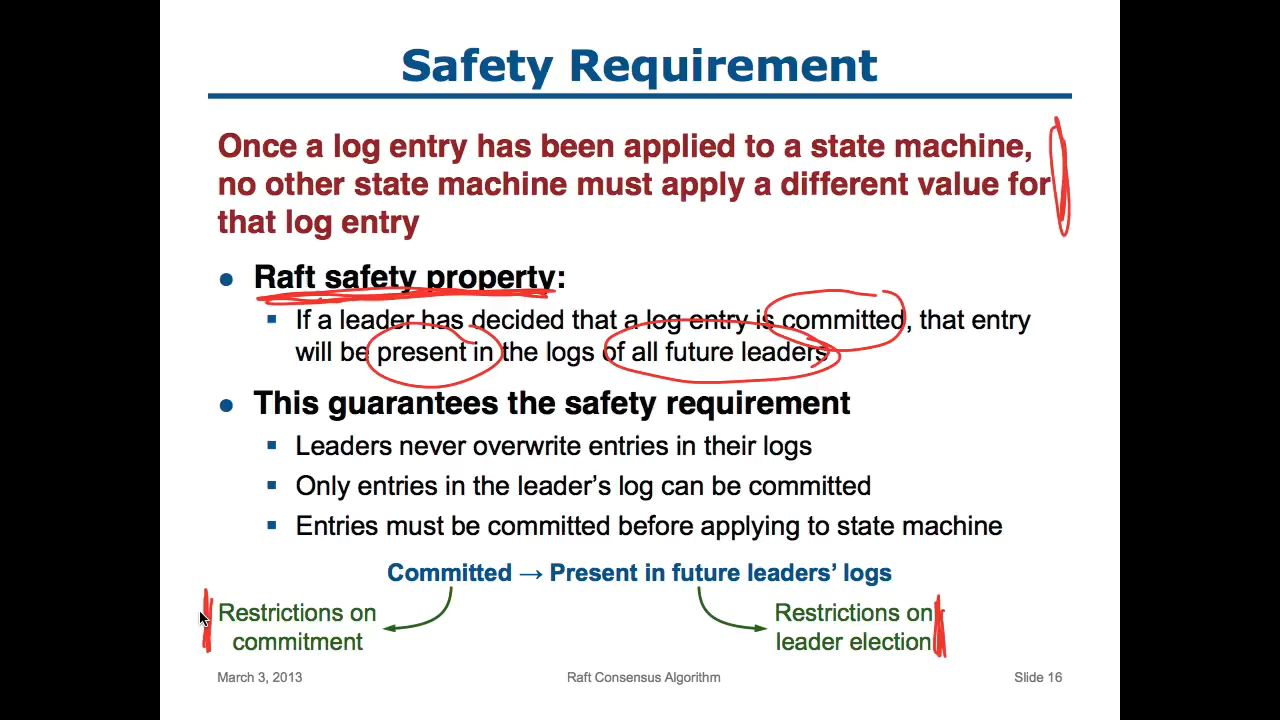 Safety Requirement
Once a log entry has been applied to a state machine,
no other state machine must apply a different value for
that log entry
Raft safety property:
If a leader has decided that a log entry is committed, that entry
will be present in the logs of all future leaders
This guarantees the safety requirement
Leaders never overwrite entries in their logs
Only entries in the leader’s log can be committed
Entries must be committed before applying to state machine
Committed → Present in future leaders’ logs
Restrictions on
commitment
Restrictions on
leader election
March 3, 2013 Raft Consensus Algorithm Slide 16